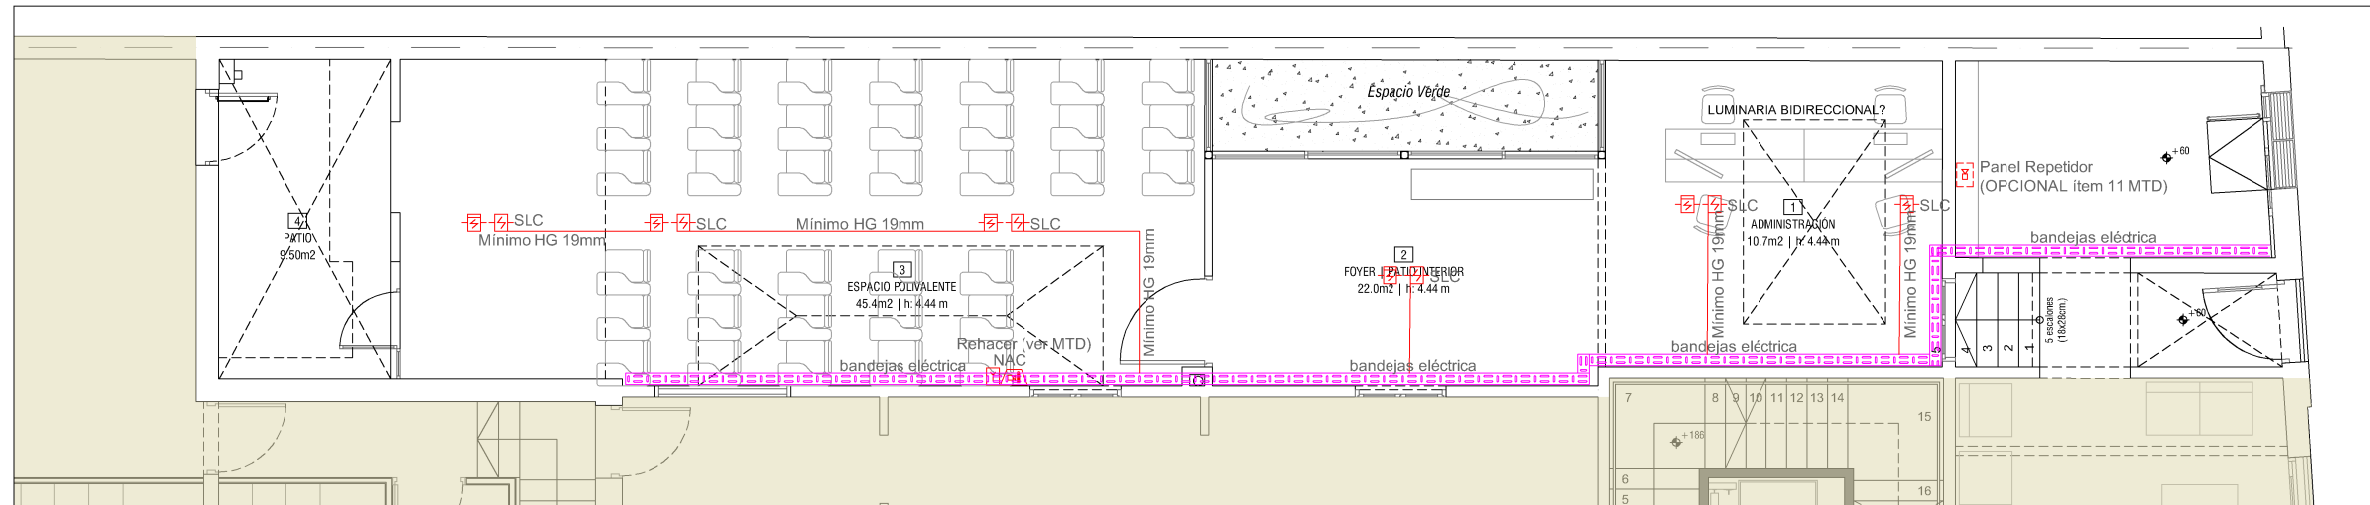 Espacio Verde
LUMINARIA BIDIRECCIONAL?
+60
Panel Repetidor
(OPCIONAL ítem 11 MTD)
4
PATIO
9.50m2
SLC
Mínimo HG 19mm
SLC
Mínimo HG 19mm
SLC
Mínimo HG 19mm
3
ESPACIO POLIVALENTE
45.4m2 | h: 4.44 m
Rehacer (ver MTD)
NAC
bandejas eléctrica
2
FOYER | PATIO INTERIOR
22.0m2 | h: 4.44 m
SLC
bandejas eléctrica
SLC
Mínimo HG 19mm
1
ADMINISTRACIÓN
10.7m2 | h: 4.44 m
SLC
Mínimo HG 19mm
bandejas eléctrica
bandejas eléctrica
5
4
3
2
1
5 escalones
(18x28cm.)
+60
7
8
9
10
11
12
13
14
15
+186
6
5
16